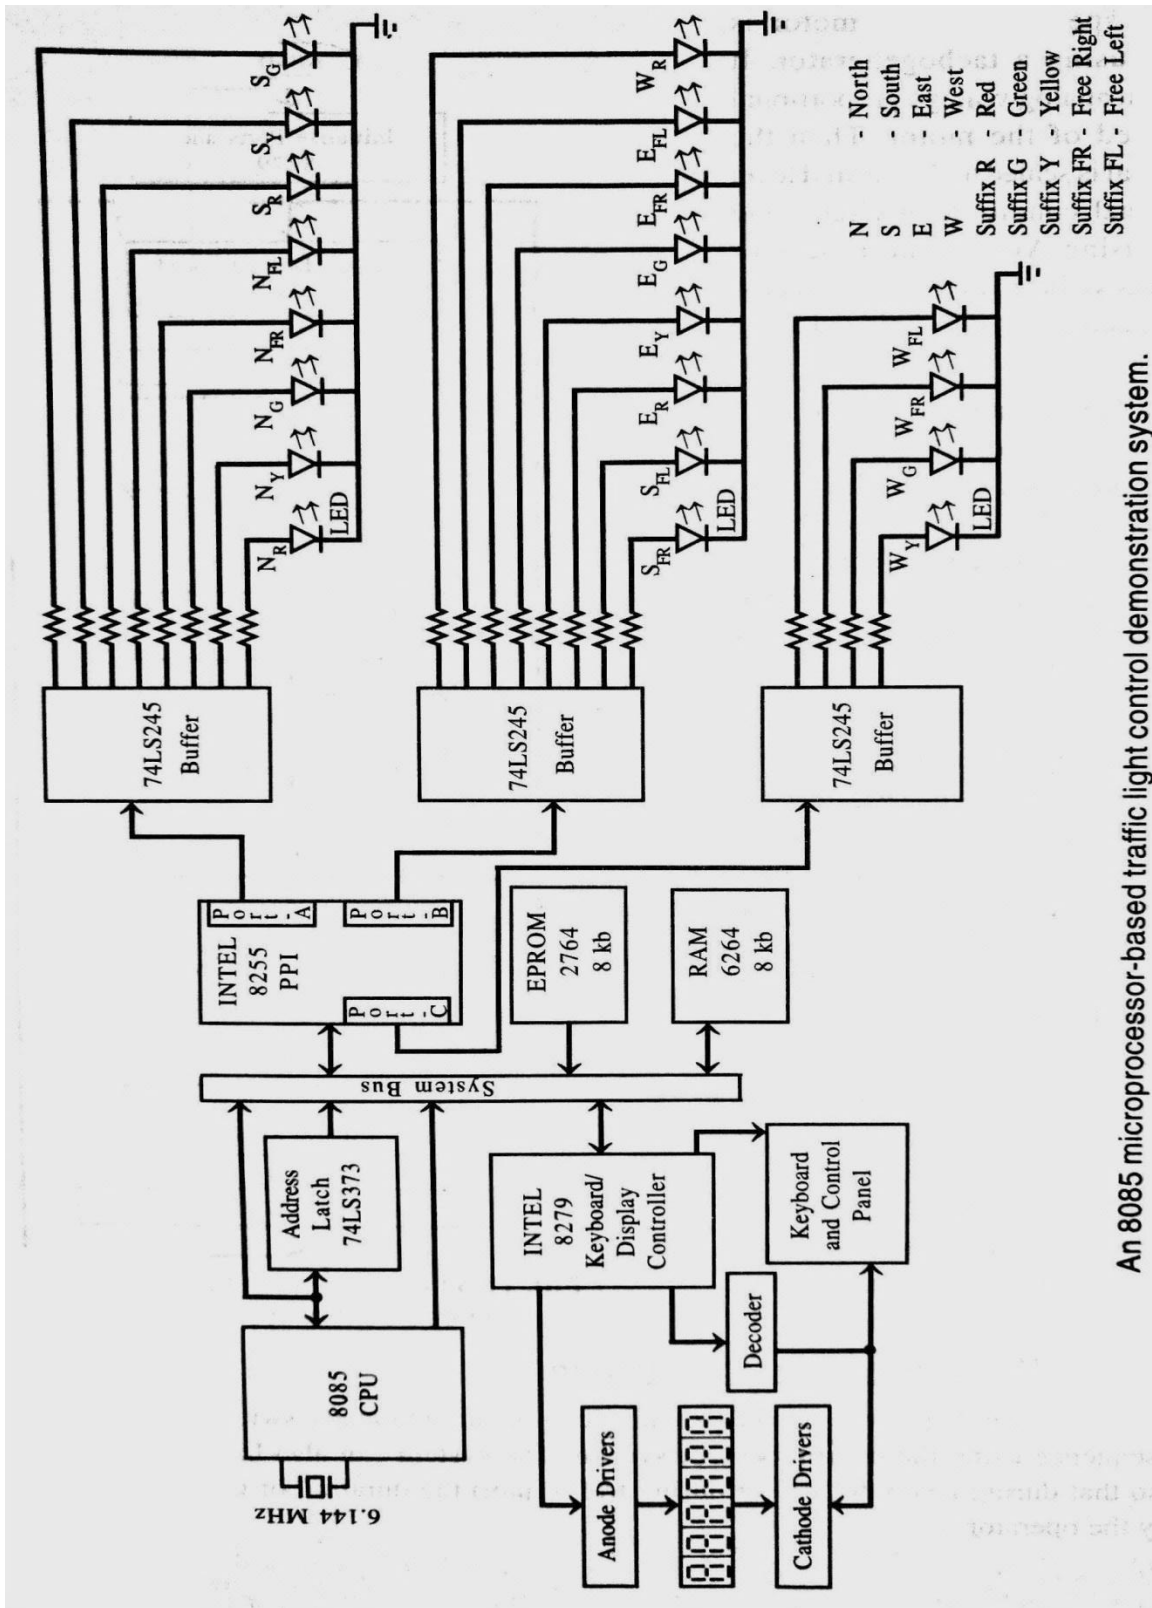 6.144 MHz
8085
CPU
Address
Latch
74LS373
System Bus
INTEL
8255
PPI
Port-A
Port-B
Port-C
EPROM
2764
8 kb
RAM
6264
8 kb
INTEL
8279
Keyboard/
Display
Controller
Keyboard
and Control
Panel
Decoder
Anode Drivers
Cathode Drivers
74LS245
Buffer
74LS245
Buffer
74LS245
Buffer
N_R
N_Y
N_G
N_FR
N_FL
S_R
S_Y
S_G
LED
S_FR
S_FL
E_R
E_Y
E_G
E_FR
E_FL
W_R
LED
W_Y
W_G
W_FR
W_FL
LED
N - North
S - South
E - East
W - West
Suffix R - Red
Suffix G - Green
Suffix Y - Yellow
Suffix FR - Free Right
Suffix FL - Free Left
An 8085 microprocessor-based traffic light control demonstration system.